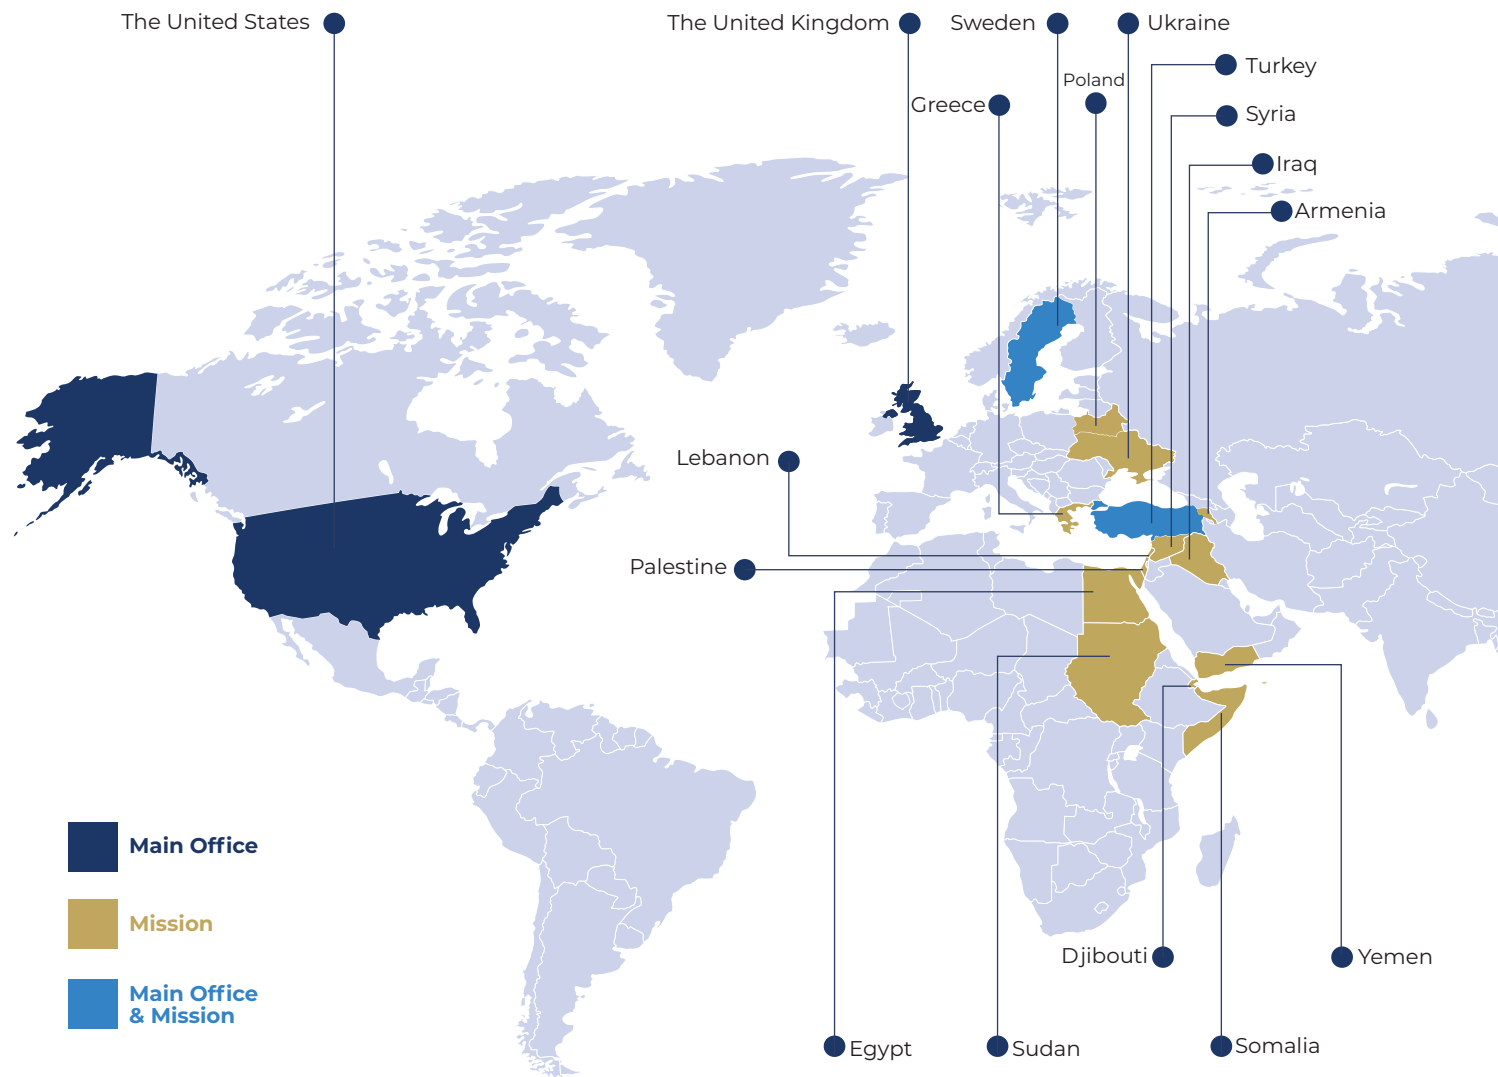 The United States
The United Kingdom
Sweden
Ukraine
Turkey
Poland
Greece
Syria
Iraq
Armenia
Lebanon
Palestine
Main Office
Mission
Main Office
& Mission
Djibouti
Yemen
Egypt
Sudan
Somalia